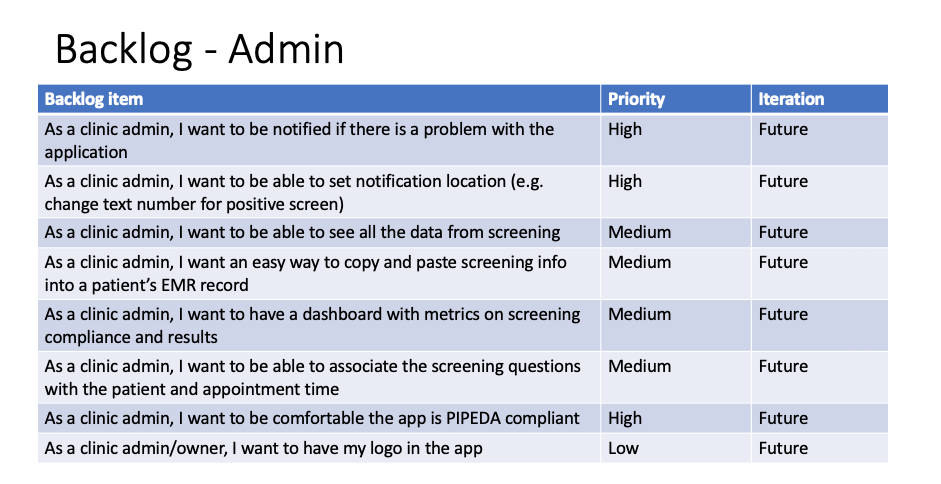 Backlog - Admin
Backlog item Priority Iteration
As a clinic admin, I want to be notified if there is a problem with the High Future
application
As a clinic admin, I want to be able to set notification location (e.g. High Future
change text number for positive screen)
As a clinic admin, I want to be able to see all the data from screening Medium Future
As a clinic admin, I want an easy way to copy and paste screening info Medium Future
into a patient’s EMR record
As a clinic admin, I want to have a dashboard with metrics on screening Medium Future
compliance and results
As a clinic admin, I want to be able to associate the screening questions Medium Future
with the patient and appointment time
As a clinic admin, I want to be comfortable the app is PIPEDA compliant High Future
As a clinic admin/owner, I want to have my logo in the app Low Future